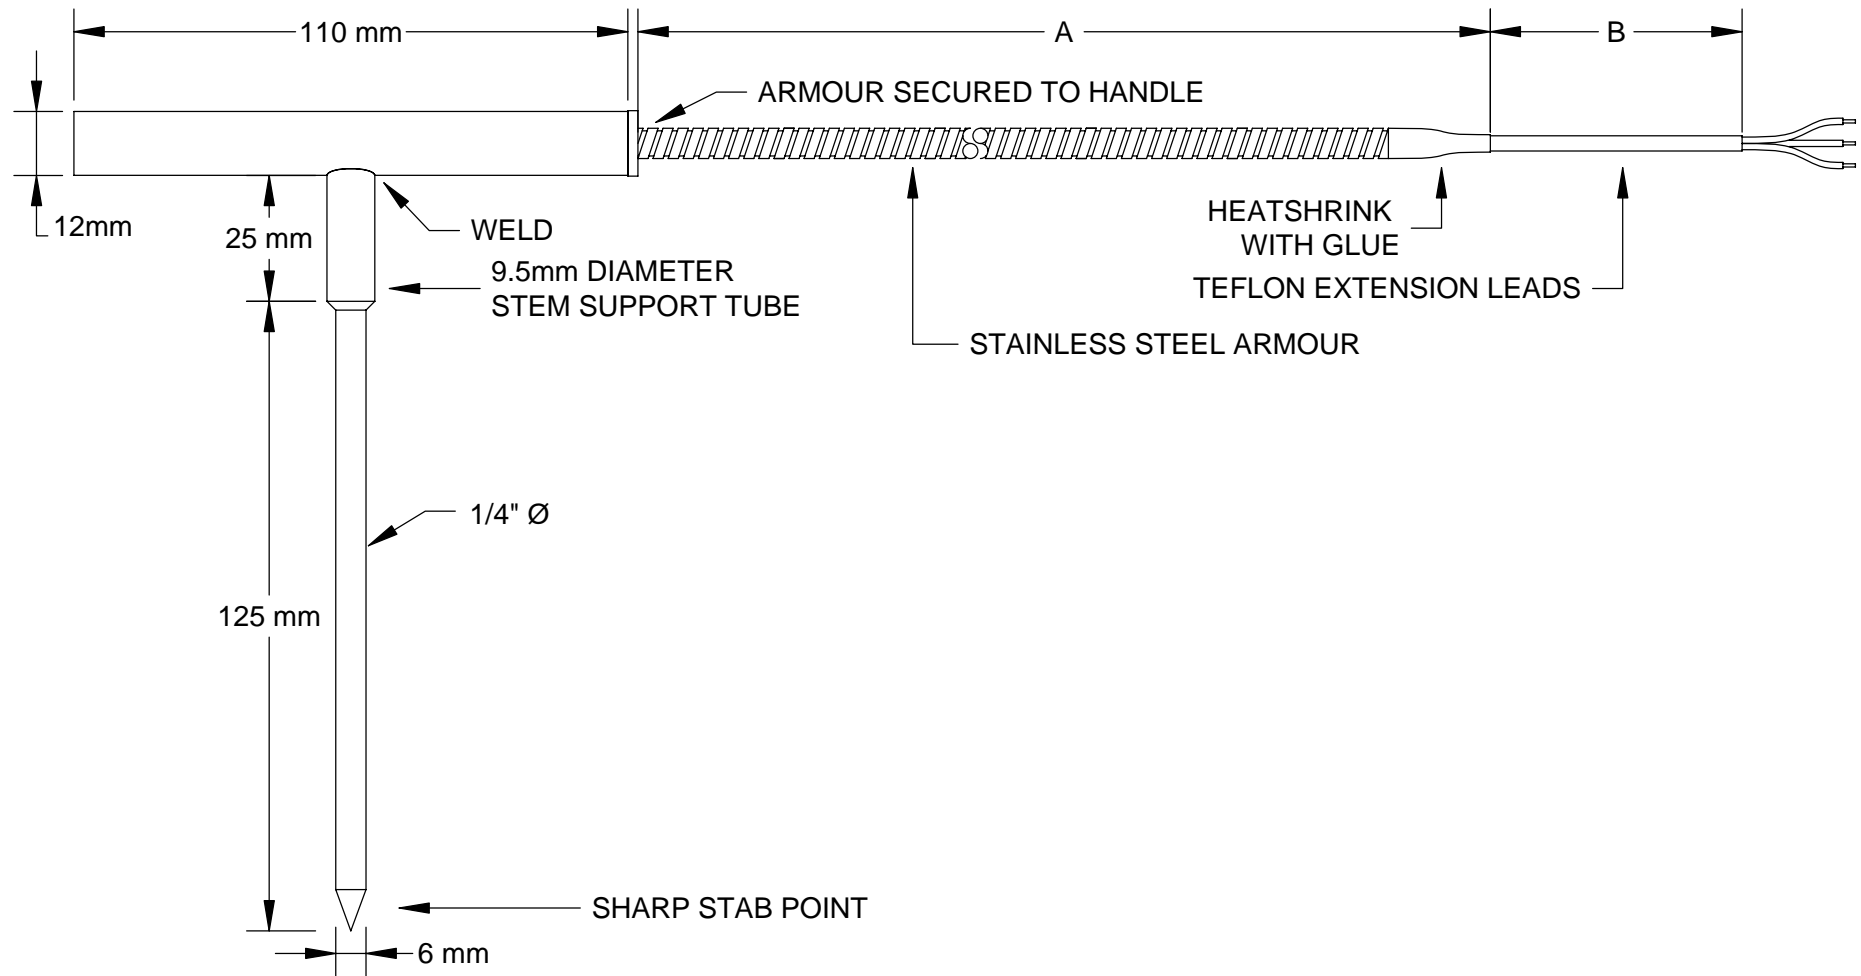 110 mm
A
B
ARMOUR SECURED TO HANDLE
12mm
25 mm
WELD
9.5mm DIAMETER
STEM SUPPORT TUBE
HEATSHRINK
WITH GLUE
TEFLON EXTENSION LEADS
STAINLESS STEEL ARMOUR
1/4" Ø
125 mm
SHARP STAB POINT
6 mm